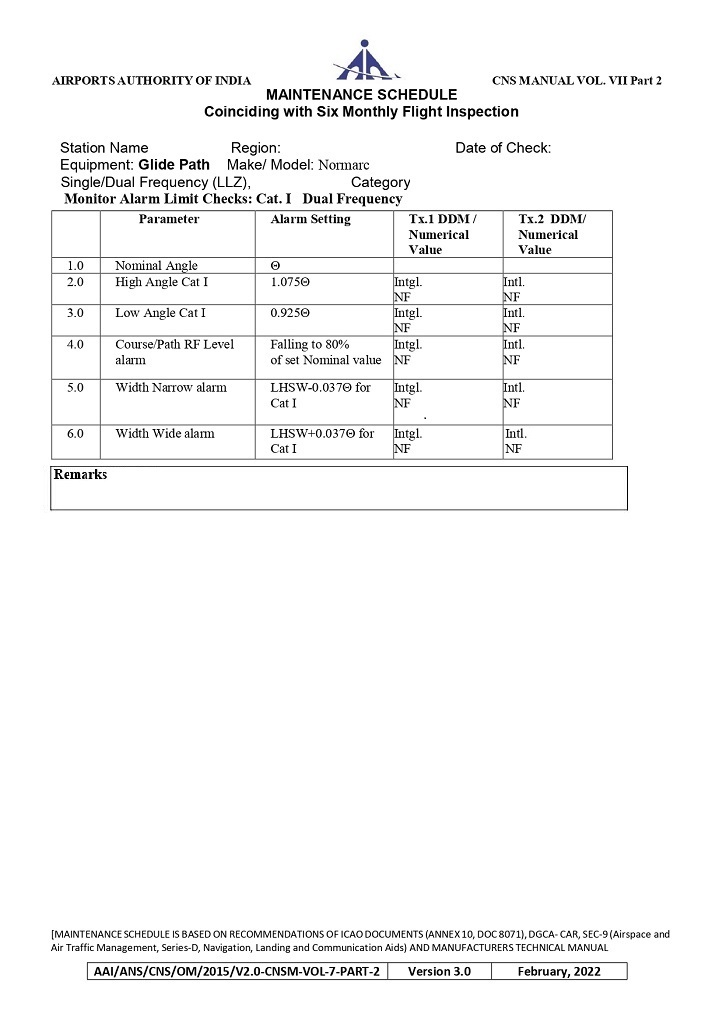 AIRPORTS AUTHORITY OF INDIA CNS MANUAL VOL. VII Part 2
MAINTENANCE SCHEDULE
Coinciding with Six Monthly Flight Inspection
Station Name Region: Date of Check:
Equipment: Glide Path Make/ Model: Normarc
Single/Dual Frequency (LLZ), Category
Monitor Alarm Limit Checks: Cat. I Dual Frequency
Parameter Alarm Setting Tx.1 DDM / Tx.2 DDM/
Numerical Numerical
Value Value
1.0 Nominal Angle Θ
2.0 High Angle Cat I 1.075Θ Intgl. Intl.
NF NF
3.0 Low Angle Cat I 0.925Θ Intgl. Intl.
NF NF
4.0 Course/Path RF Level Falling to 80% Intgl. Intl.
alarm of set Nominal value NF NF
5.0 Width Narrow alarm LHSW-0.037Θ for Intgl. Intl.
Cat I NF NF
.
6.0 Width Wide alarm LHSW+0.037Θ for Intgl. Intl.
Cat I NF NF
Remarks
[MAINTENANCE SCHEDULE IS BASED ON RECOMMENDATIONS OF ICAO DOCUMENTS (ANNEX 10, DOC 8071), DGCA- CAR, SEC-9 (Airspace and
Air Traffic Management, Series-D, Navigation, Landing and Communication Aids) AND MANUFACTURERS TECHNICAL MANUAL
AAI/ANS/CNS/OM/2015/V2.0-CNSM-VOL-7-PART-2 Version 3.0 February, 2022